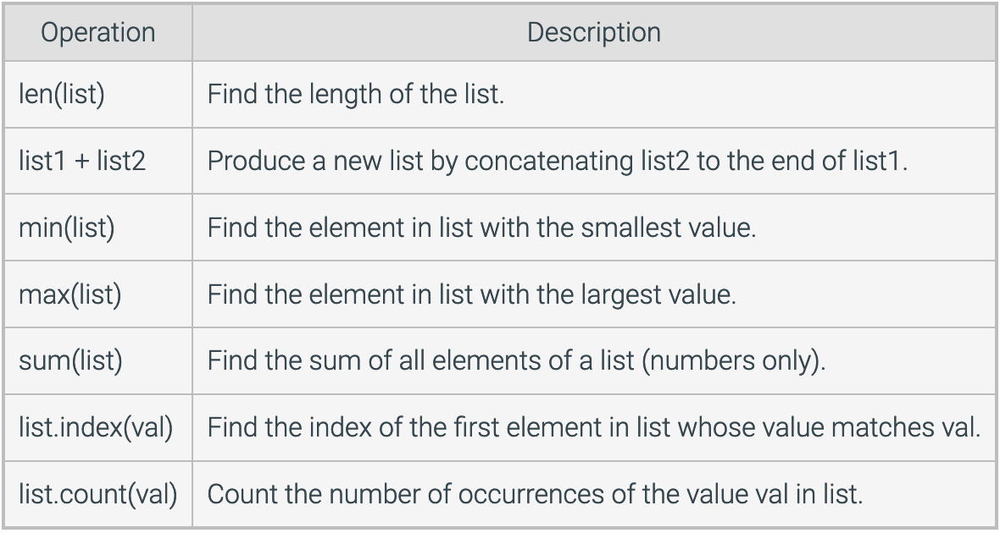 Operation Description
len(list) Find the length of the list.
list1 + list2 Produce a new list by concatenating list2 to the end of list1.
min(list) Find the element in list with the smallest value.
max(list) Find the element in list with the largest value.
sum(list) Find the sum of all elements of a list (numbers only).
list.index(val) Find the index of the first element in list whose value matches val.
list.count(val) Count the number of occurrences of the value val in list.